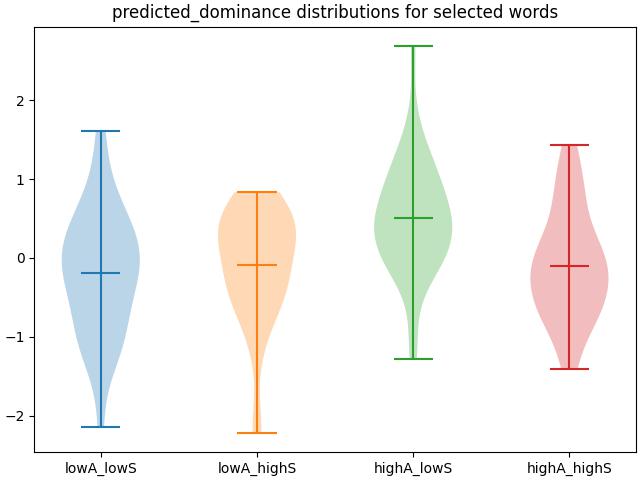 predicted_dominance distributions for selected words
2
1
0
−1
−2
lowA_lowS lowA_highS highA_lowS highA_highS